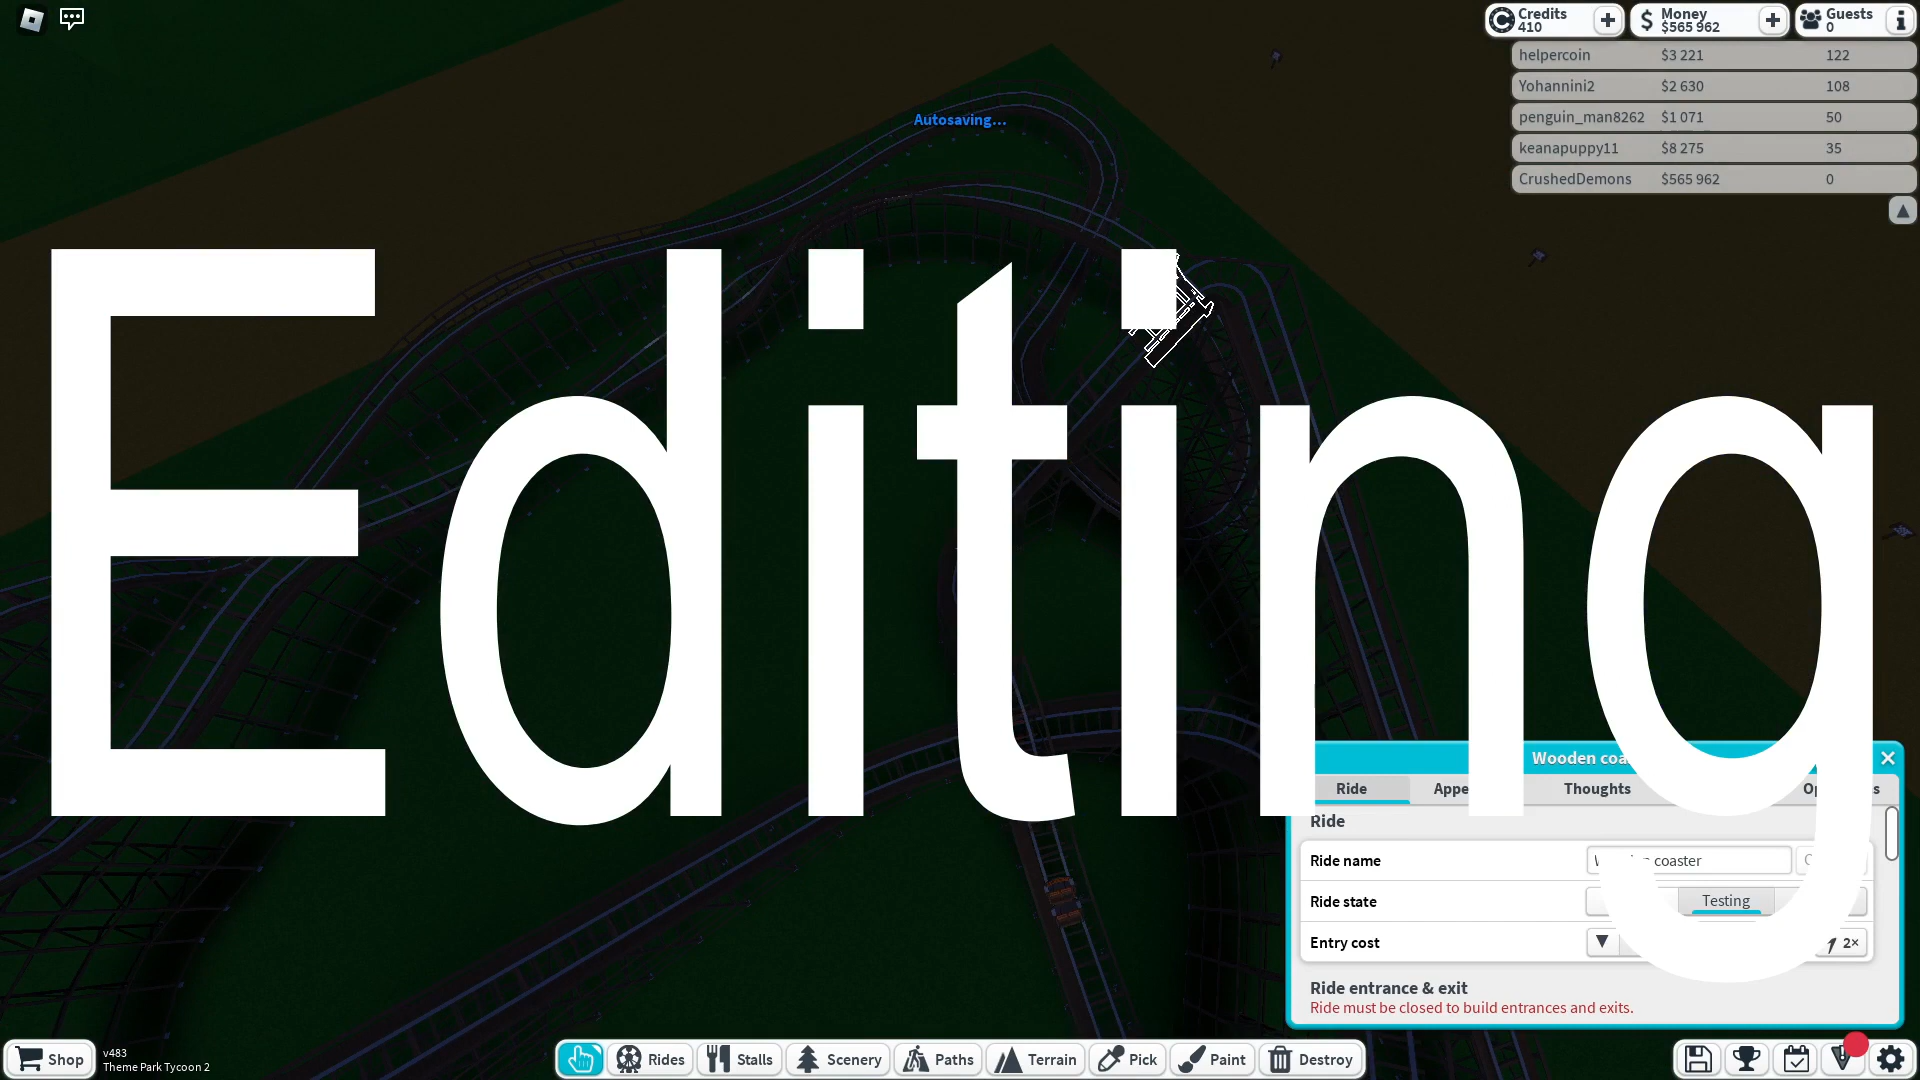 Credits
410
Money
$565 962
Guests
0
helpercoin $3 221 122
Yohannini2 $2 630 108
penguin_man8262 $1 071 50
keanapuppy11 $8 275 35
CrushedDemons $565 962 0
Autosaving...
Editing
Wooden
Ride Thoughts
Ride
Ride name coaster
Ride state Testing
Entry cost 2×
Ride entrance & exit
Ride must be closed to build entrances and exits.
Shop
v483
Theme Park Tycoon 2
Rides Stalls Scenery Paths Terrain Pick Paint Destroy